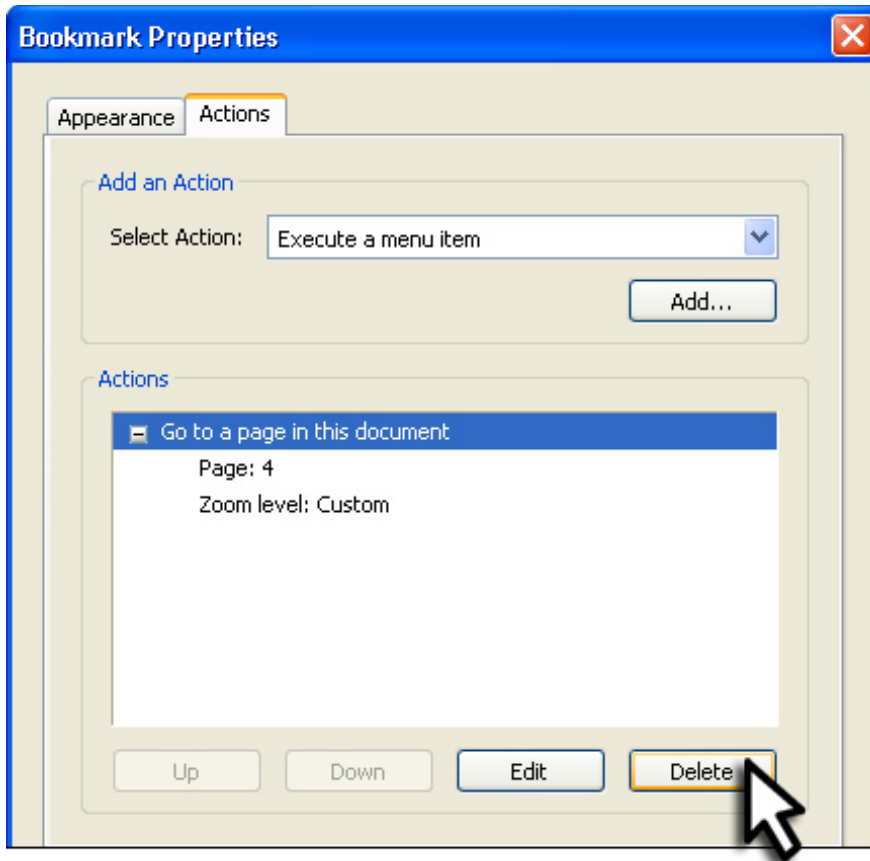 Bookmark Properties
Appearance Actions
Add an Action
Select Action: Execute a menu item
Add...
Actions
Go to a page in this document
Page: 4
Zoom level: Custom
Up Down Edit Delete